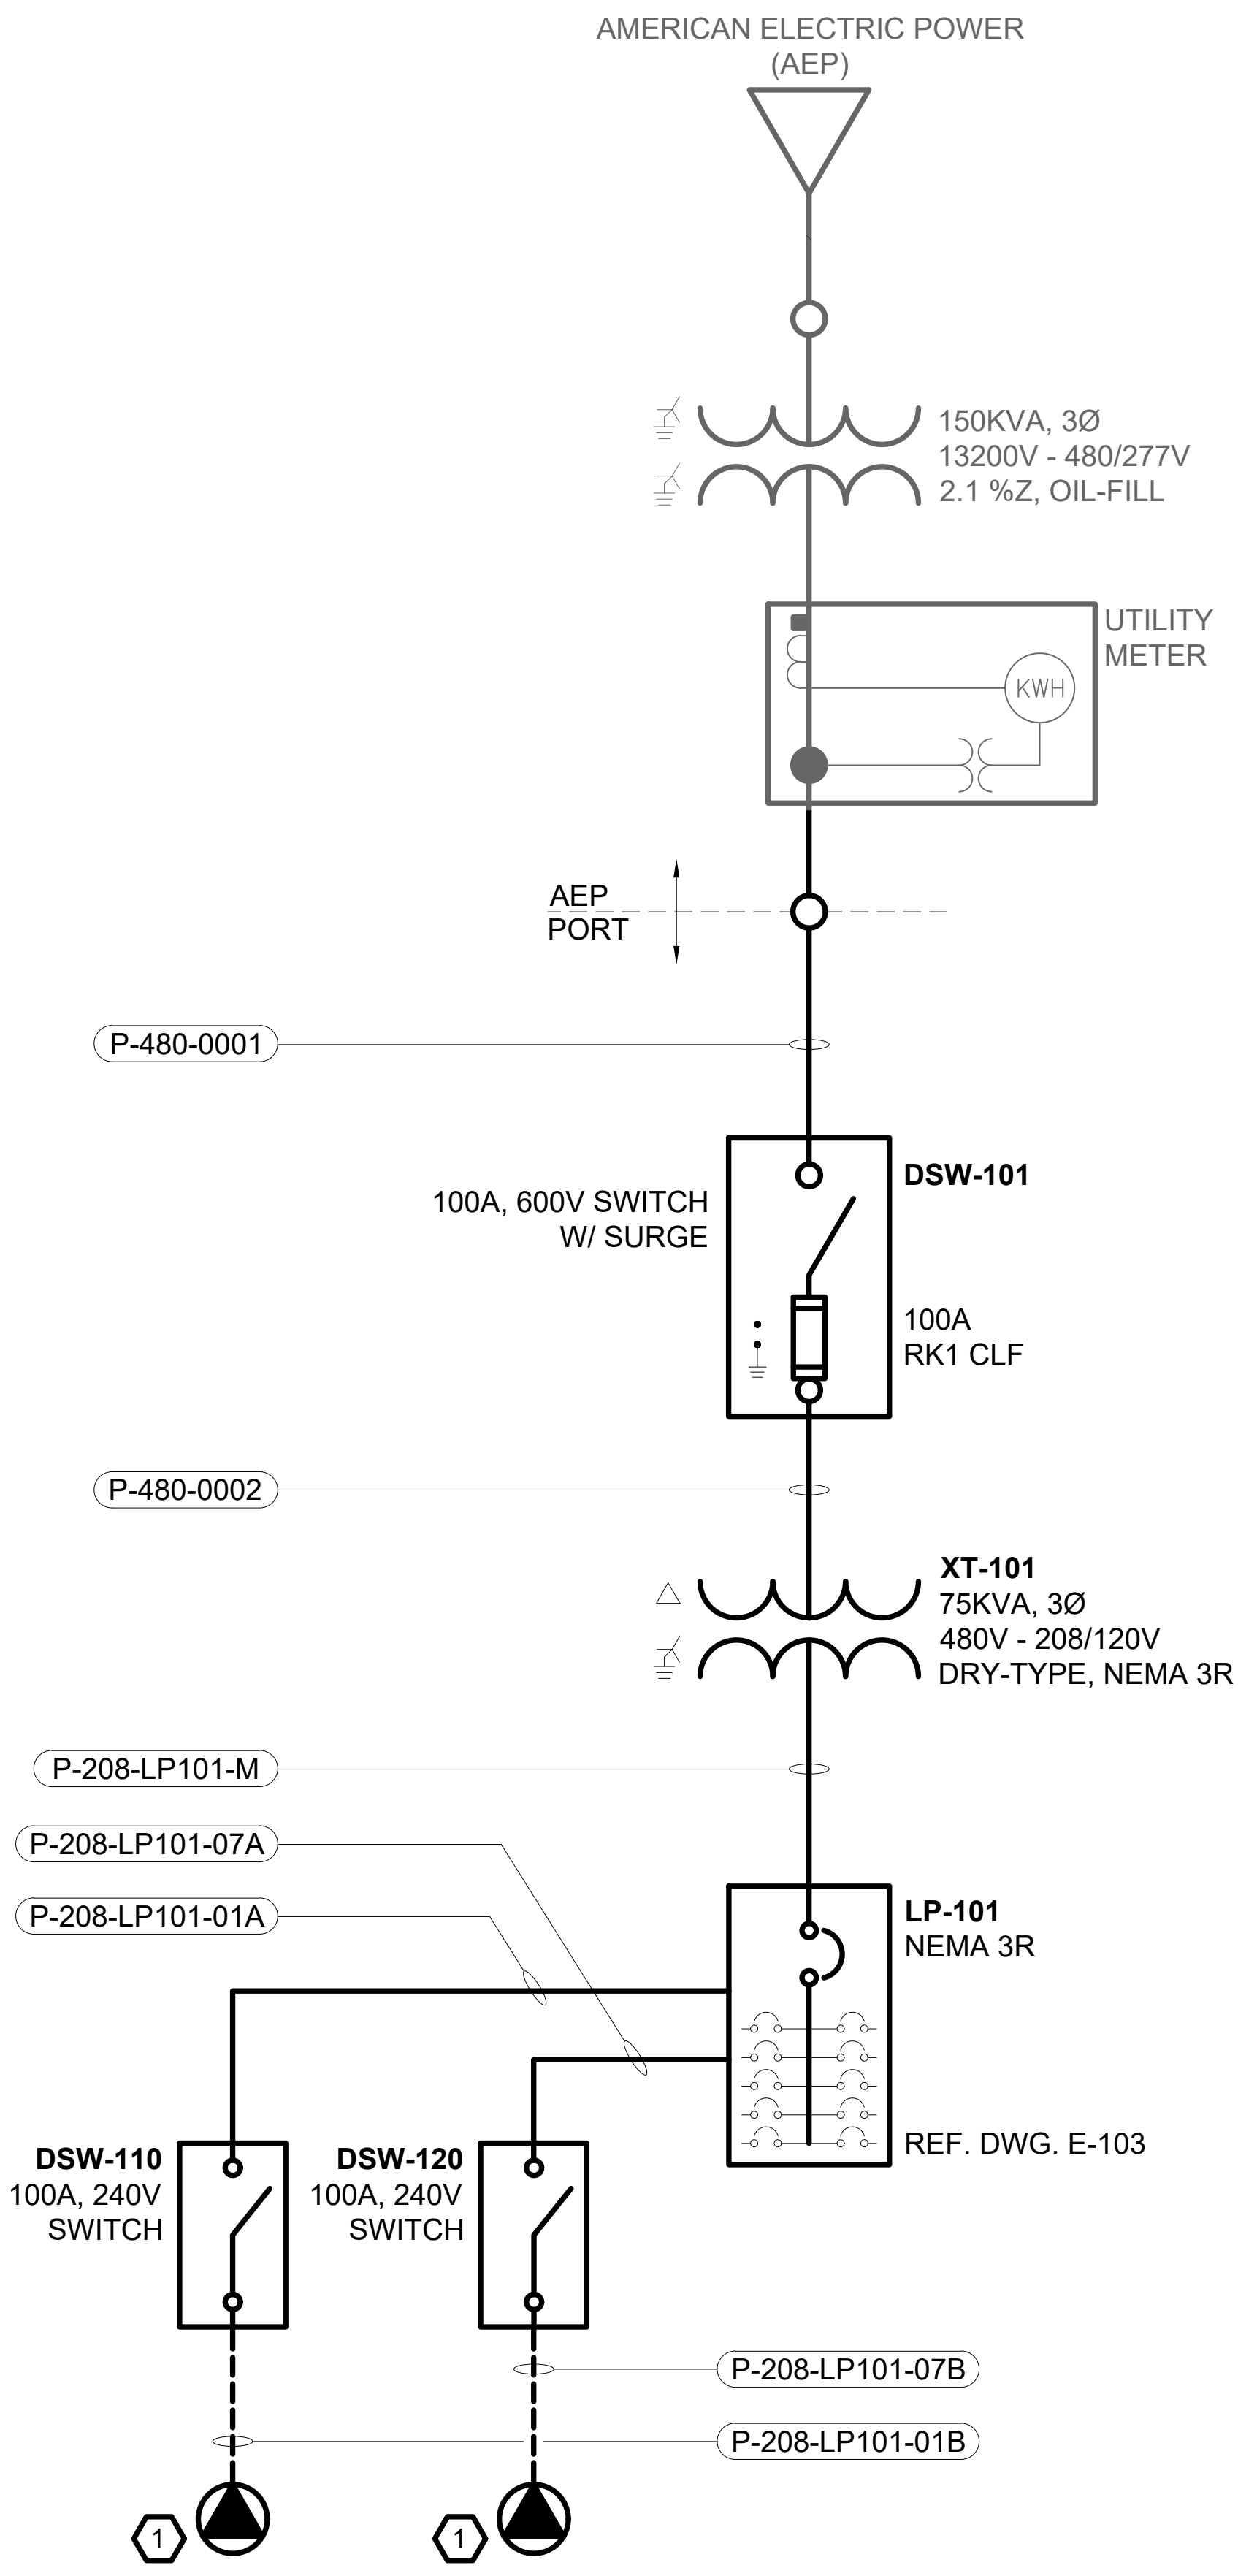 AMERICAN ELECTRIC POWER
(AEP)
150KVA, 3Ø
13200V - 480/277V
2.1 %Z, OIL-FILL
UTILITY
METER
KWH
AEP
PORT
P-480-0001
DSW-101
100A, 600V SWITCH
W/ SURGE
100A
RK1 CLF
P-480-0002
XT-101
75KVA, 3Ø
480V - 208/120V
DRY-TYPE, NEMA 3R
P-208-LP101-M
P-208-LP101-07A
P-208-LP101-01A
LP-101
NEMA 3R
REF. DWG. E-103
DSW-110
100A, 240V
SWITCH
DSW-120
100A, 240V
SWITCH
P-208-LP101-07B
P-208-LP101-01B
1
1